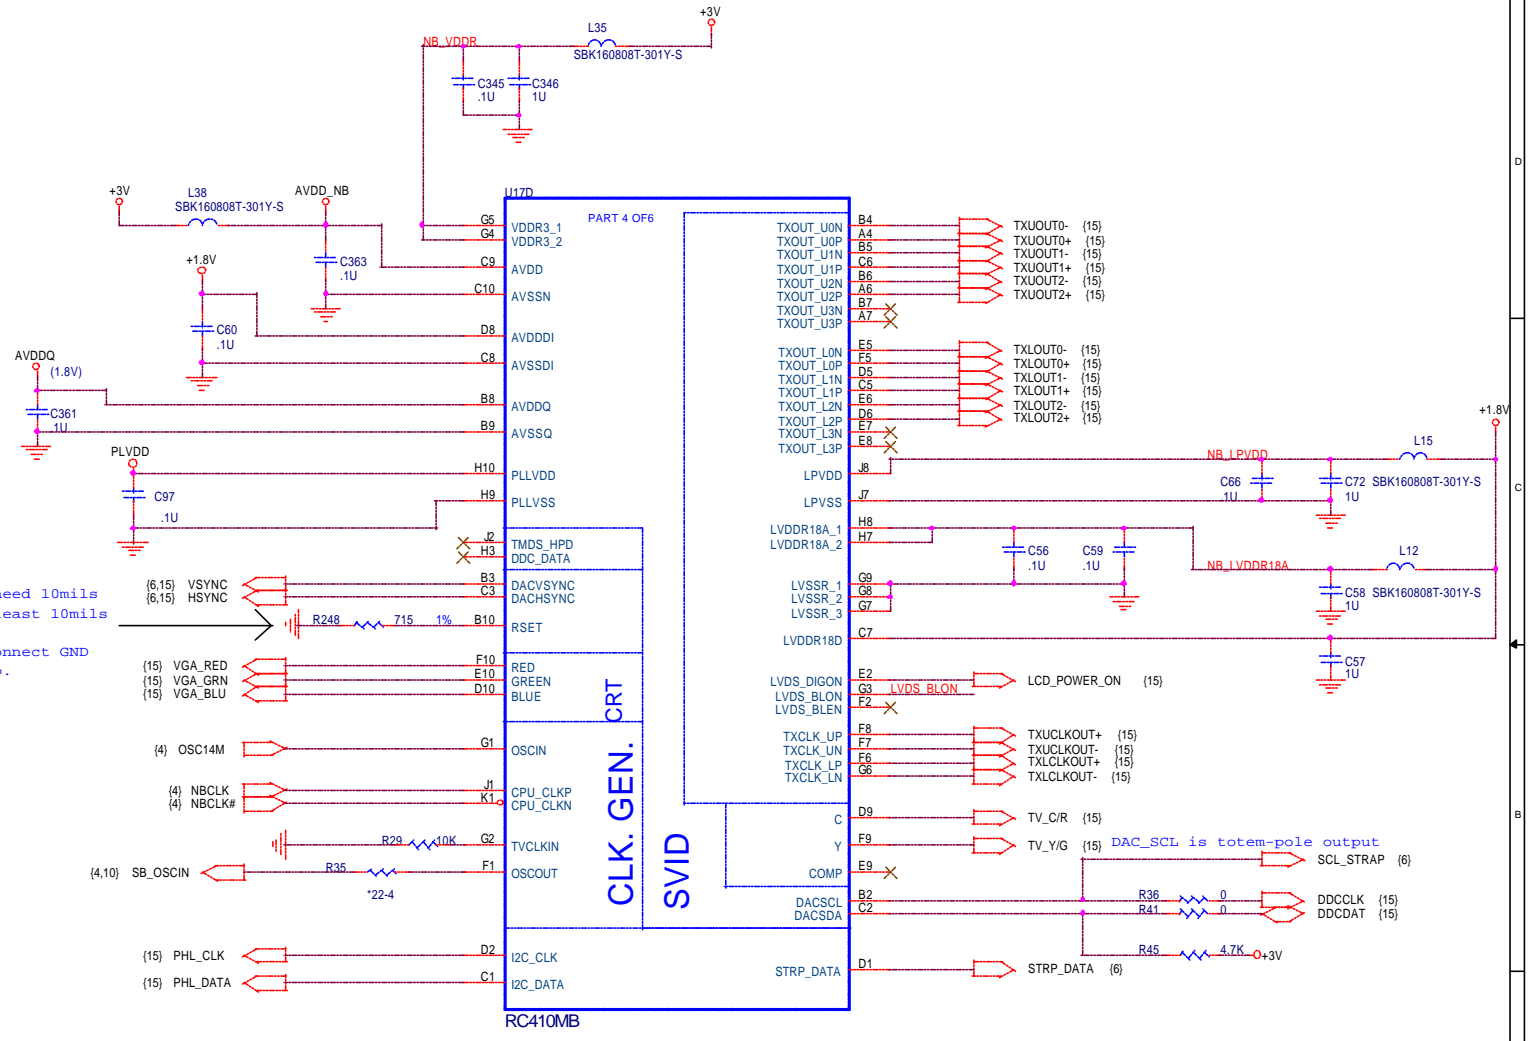 +3V
L35
NB_VDDR
SBK160808T-301Y-S
C345
.1U
C346
1U
D
+3V
L38
SBK160808T-301Y-S
AVDD_NB
C363
.1U
+1.8V
C60
.1U
AVDDQ
(1.8V)
C361
.1U
PLVDD
C97
.1U
need 10mils
least 10mils
onnect GND
U17D
PART 4 OF6
G5 VDDR3_1
G4 VDDR3_2
C9 AVDD
C10 AVSSN
D8 AVDDDI
C8 AVSSDI
B8 AVDDQ
B9 AVSSQ
H10 PLLVDD
H9 PLLVSS
J2 TMDS_HPD
H3 DDC_DATA
{6,15} VSYNC B3 DACVSYNC
{6,15} HSYNC C3 DACHSYNC
R248 715 1% B10 RSET
{15} VGA_RED F10 RED
{15} VGA_GRN E10 GREEN
{15} VGA_BLU D10 BLUE
CRT
{4} OSC14M G1 OSCIN
{4} NBCLK J1 CPU_CLKP
{4} NBCLK# K1 CPU_CLKN
R29 10K G2 TVCLKIN
{4,10} SB_OSCIN R35 *22-4 F1 OSCOUT
CLK. GEN.
SVID
{15} PHL_CLK D2 I2C_CLK
{15} PHL_DATA C1 I2C_DATA
RC410MB
TXOUT_U0N B4 TXUOUT0- {15}
TXOUT_U0P A4 TXUOUT0+ {15}
TXOUT_U1N B5 TXUOUT1- {15}
TXOUT_U1P C6 TXUOUT1+ {15}
TXOUT_U2N B6 TXUOUT2- {15}
TXOUT_U2P A6 TXUOUT2+ {15}
TXOUT_U3N B7
TXOUT_U3P A7
TXOUT_L0N E5 TXLOUT0- {15}
TXOUT_L0P F5 TXLOUT0+ {15}
TXOUT_L1N D5 TXLOUT1- {15}
TXOUT_L1P C5 TXLOUT1+ {15}
TXOUT_L2N E6 TXLOUT2- {15}
TXOUT_L2P D6 TXLOUT2+ {15}
TXOUT_L3N E7
TXOUT_L3P E8
LPVDD J8 NB_LPVDD
LPVSS J7
C66
1U
C72
1U
L15
SBK160808T-301Y-S
+1.8V
C
LVDDR18A_1 H8
LVDDR18A_2 H7
C56
.1U
C59
.1U
NB_LVDDR18A
L12
C58 SBK160808T-301Y-S
1U
LVSSR_1 G9
LVSSR_2 G8
LVSSR_3 G7
LVDDR18D C7
C57
1U
LVDS_DIGON E2 LCD_POWER_ON {15}
LVDS_BLON G3 LVDS_BLON
LVDS_BLEN F2
TXCLK_UP F8 TXUCLKOUT+ {15}
TXCLK_UN F7 TXUCLKOUT- {15}
TXCLK_LP F6 TXLCLKOUT+ {15}
TXCLK_LN G6 TXLCLKOUT- {15}
B
C D9 TV_C/R {15}
Y F9 TV_Y/G {15}
COMP E9
DAC_SCL is totem-pole output
SCL_STRAP {6}
DACSCL B2 R36 0 DDCCLK {15}
DACSDA C2 R41 0 DDCDAT {15}
R45 4.7K +3V
STRP_DATA D1 STRP_DATA {6}